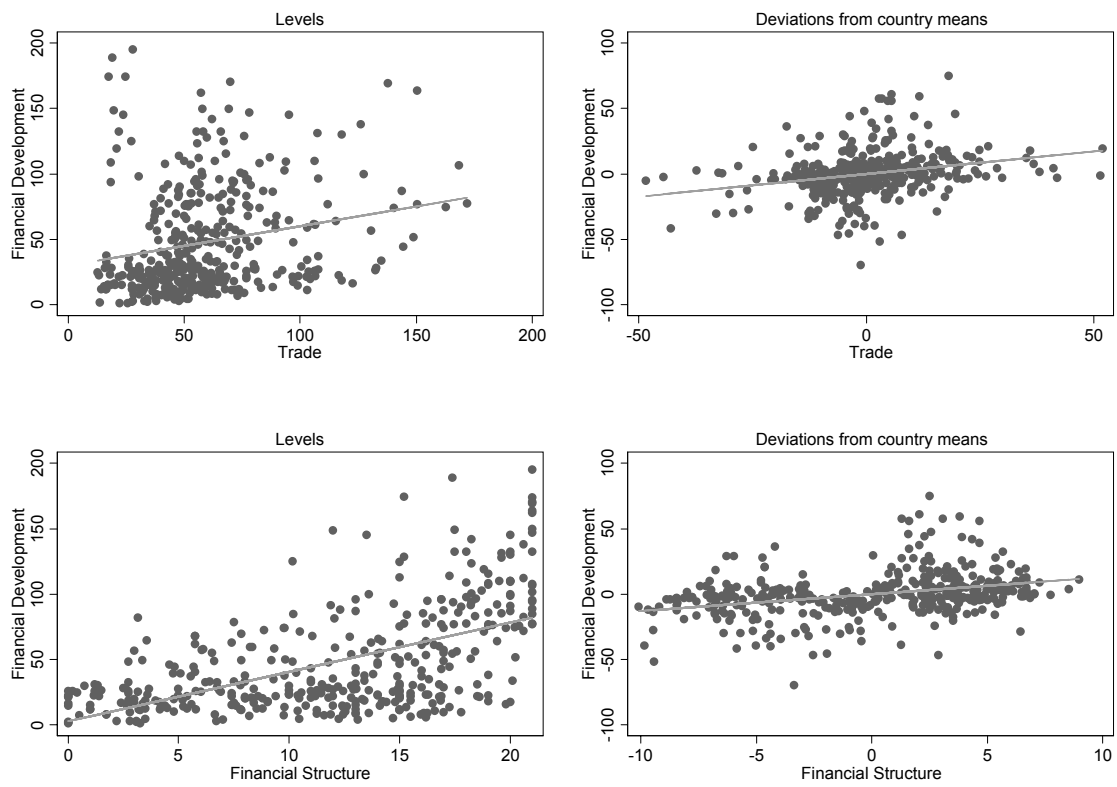 Levels
Financial Development
0 50 100 150 200
0 50 100 150 200
Trade
Deviations from country means
Financial Development
-100 -50 0 50 100
-50 0 50
Trade
Levels
Financial Development
0 50 100 150 200
0 5 10 15 20
Financial Structure
Deviations from country means
Financial Development
-100 -50 0 50 100
-10 -5 0 5 10
Financial Structure